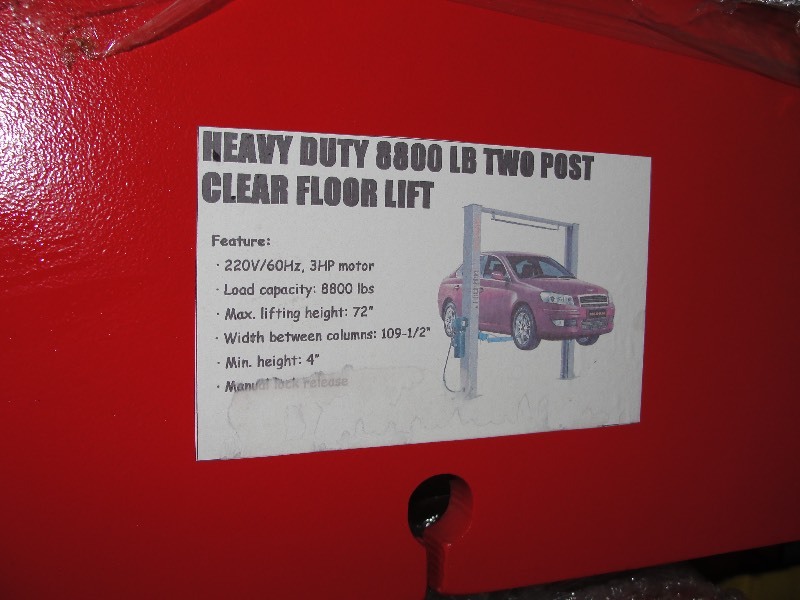 HEAVY DUTY 8800 LB TWO POST
CLEAR FLOOR LIFT
Feature:
· 220V/60Hz, 3HP motor
· Load capacity: 8800 lbs
· Max. lifting height: 72"
· Width between columns: 109-1/2"
· Min. height: 4"
· Manual lock release